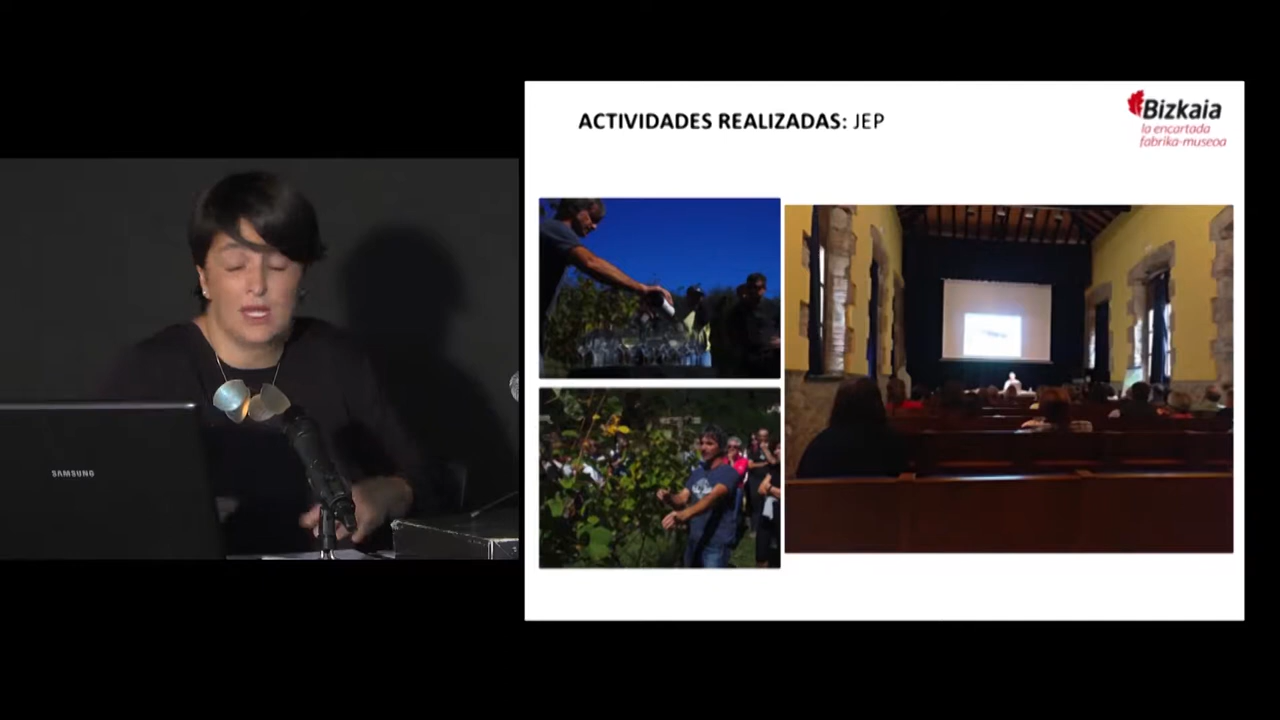 ACTIVIDADES REALIZADAS: JEP
Bizkaia
la encartada
fabrika-museoa
SAMSUNG